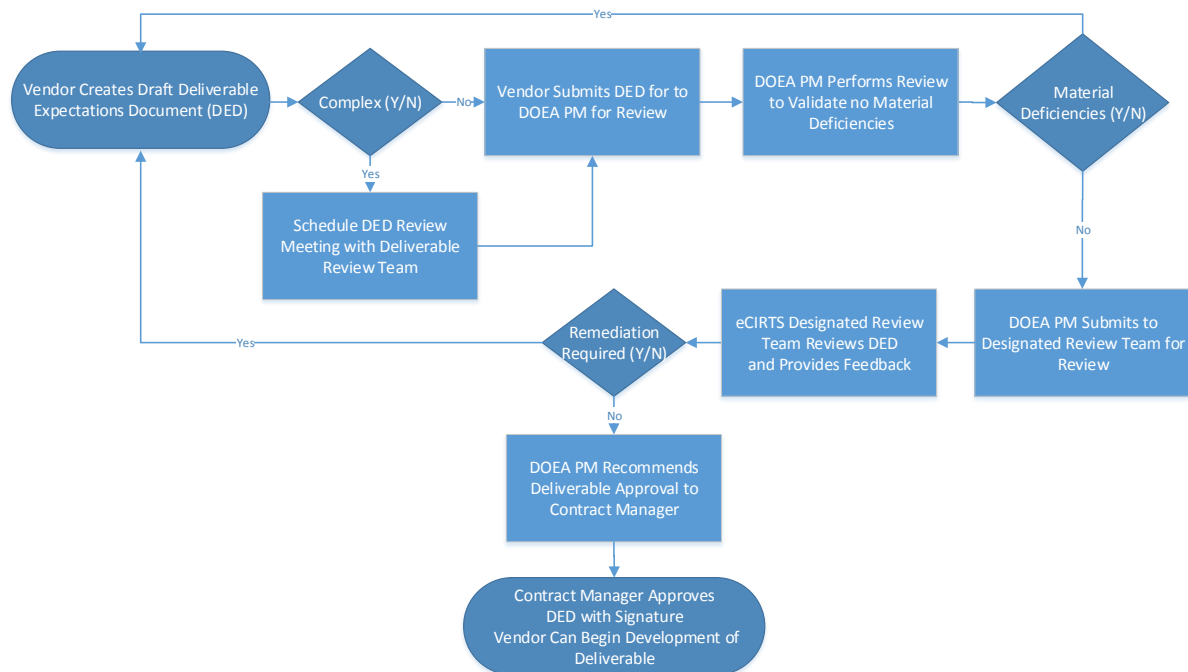 Yes
Vendor Creates Draft Deliverable
Expectations Document (DED)
Complex (Y/N)
No
Vendor Submits DED for to
DOEA PM for Review
DOEA PM Performs Review
to Validate no Material
Deficiencies
Material
Deficiencies (Y/N)
Yes
Schedule DED Review
Meeting with Deliverable
Review Team
No
DOEA PM Submits to
Designated Review Team for
Review
eCIRTS Designated Review
Team Reviews DED
and Provides Feedback
Remediation
Required (Y/N)
Yes
No
DOEA PM Recommends
Deliverable Approval to
Contract Manager
Contract Manager Approves
DED with Signature
Vendor Can Begin Development of
Deliverable